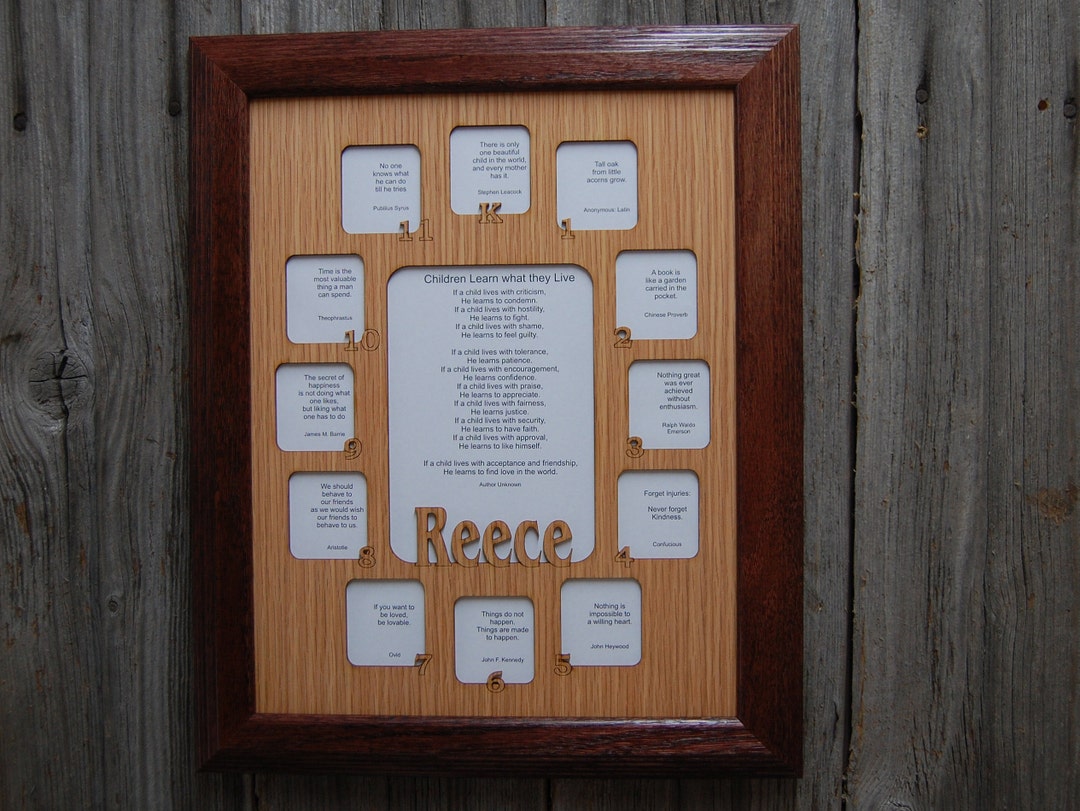 There is only
one beautiful
child in the world,
and every mother
has it.
Stephen Leacock
K
Tall oak
from little
acorns grow.
Anonymous: Latin
1
A book is
like a garden
carried in the
pocket.
Chinese Proverb
2
Nothing great
was ever
achieved
without
enthusiasm.
Ralph Waldo
Emerson
3
Forget injuries:
Never forget
Kindness.
Confucious
4
Nothing is
impossible to
a willing heart.
John Heywood
5
Things do not
happen.
Things are made
to happen.
John F. Kennedy
6
If you want to
be loved,
be lovable.
Ovid
7
We should
behave to
our friends
as we would wish
our friends to
behave to us.
Aristotle
8
The secret of
happiness
is not doing what
one likes,
but liking what
one has to do
James M. Barrie
9
Time is the
most valuable
thing a man
can spend.
Theophrastus
10
No one
knows what
he can do
till he tries
Publilius Syrus
11
Children Learn what they Live
If a child lives with criticism,
He learns to condemn.
If a child lives with hostility,
He learns to fight.
If a child lives with shame,
He learns to feel guilty.
If a child lives with tolerance,
He learns patience.
If a child lives with encouragement,
He learns confidence.
If a child lives with praise,
He learns to appreciate.
If a child lives with fairness,
He learns justice.
If a child lives with security,
He learns to have faith.
If a child lives with approval,
He learns to like himself.
If a child lives with acceptance and friendship,
He learns to find love in the world.
Author Unknown
Reece